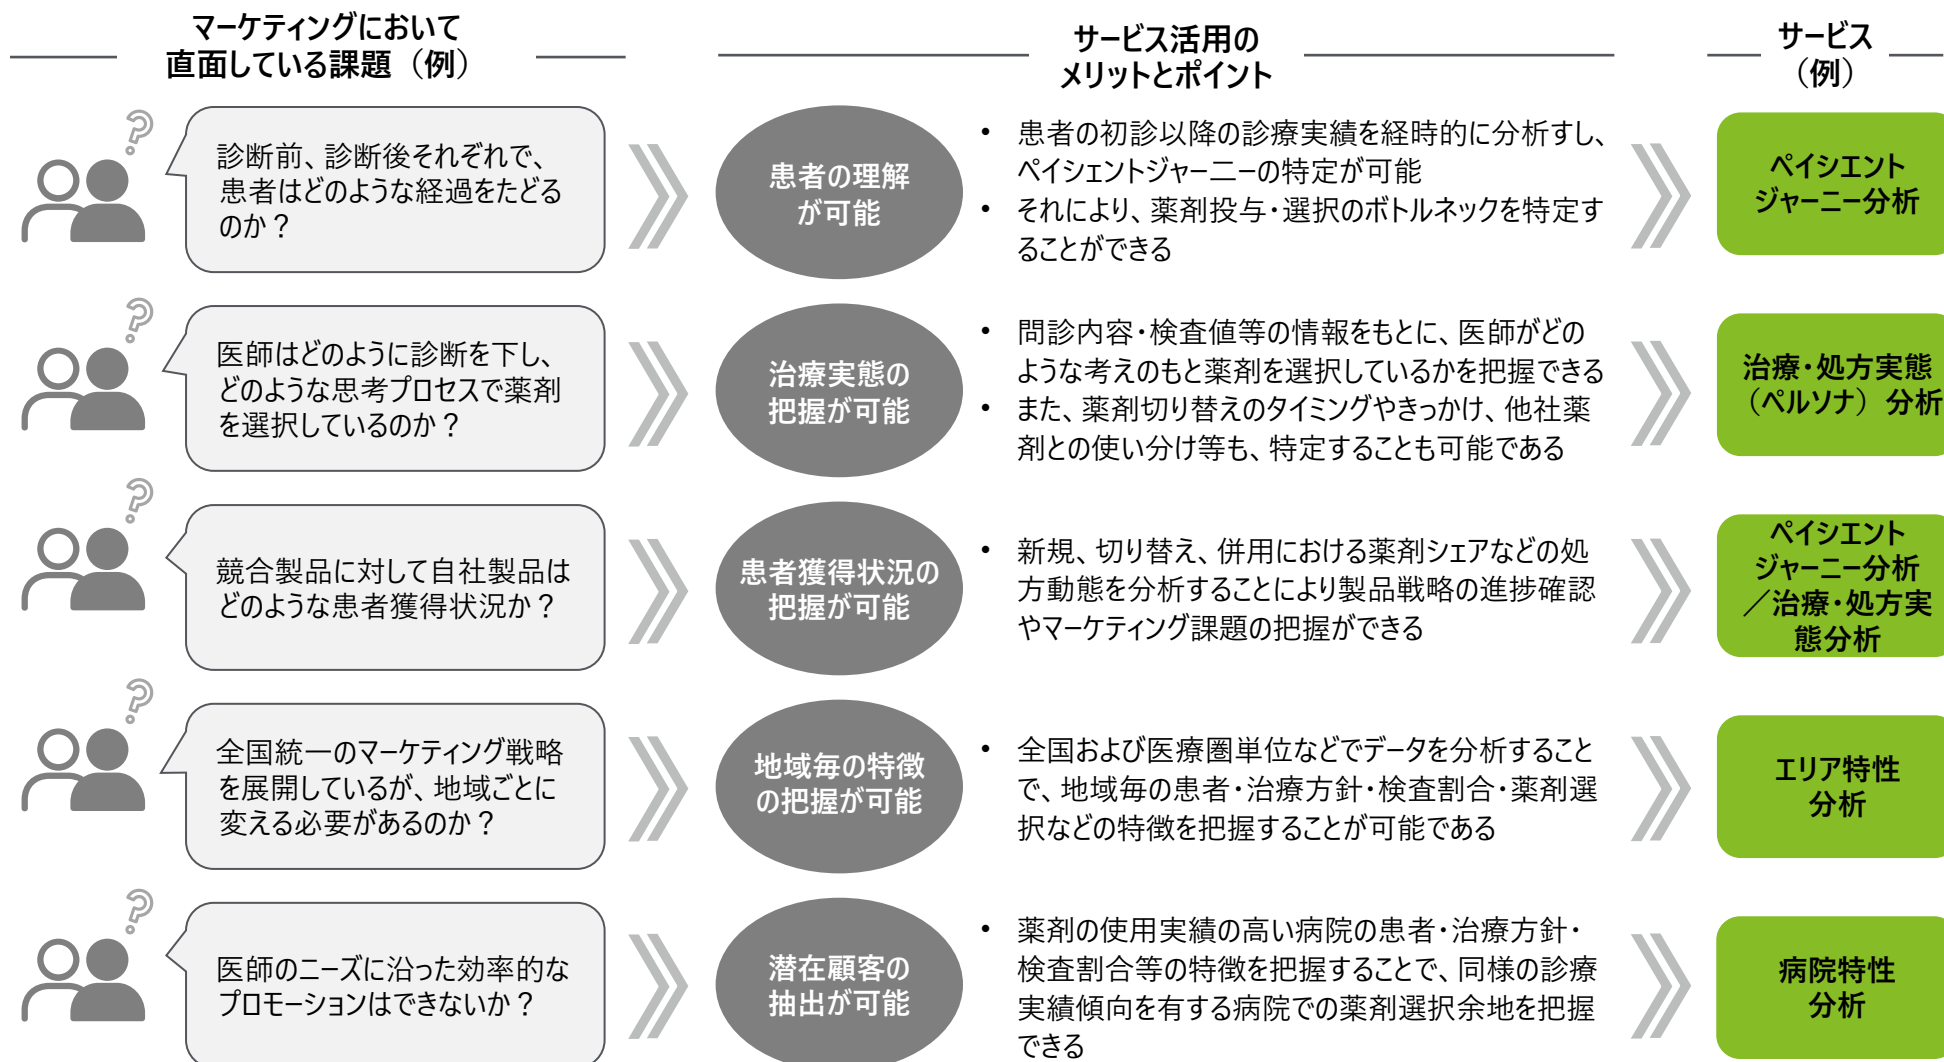 マーケティングにおいて
直面している課題（例）
サービス活用の
メリットとポイント
サービス
（例）
診断前、診断後それぞれで、
患者はどのような経過をたどる
のか？
患者の理解
が可能
• 患者の初診以降の診療実績を経時的に分析すし、
ペイシェントジャーニーの特定が可能
• それにより、薬剤投与・選択のボトルネックを特定す
ることができる
ペイシエント
ジャーニー分析
医師はどのように診断を下し、
どのような思考プロセスで薬剤
を選択しているのか？
治療実態の
把握が可能
• 問診内容・検査値等の情報をもとに、医師がどの
ような考えのもと薬剤を選択しているかを把握できる
• また、薬剤切り替えのタイミングやきっかけ、他社薬
剤との使い分け等も、特定することも可能である
治療・処方実態
（ペルソナ）分析
競合製品に対して自社製品は
どのような患者獲得状況か？
患者獲得状況の
把握が可能
• 新規、切り替え、併用における薬剤シェアなどの処
方動態を分析することにより製品戦略の進捗確認
やマーケティング課題の把握ができる
ペイシエント
ジャーニー分析
／治療・処方実
態分析
全国統一のマーケティング戦略
を展開しているが、地域ごとに
変える必要があるのか？
地域毎の特徴
の把握が可能
• 全国および医療圏単位などでデータを分析すること
で、地域毎の患者・治療方針・検査割合・薬剤選
択などの特徴を把握することが可能である
エリア特性
分析
医師のニーズに沿った効率的な
プロモーションはできないか？
潜在顧客の
抽出が可能
• 薬剤の使用実績の高い病院の患者・治療方針・
検査割合等の特徴を把握することで、同様の診療
実績傾向を有する病院での薬剤選択余地を把握
できる
病院特性
分析